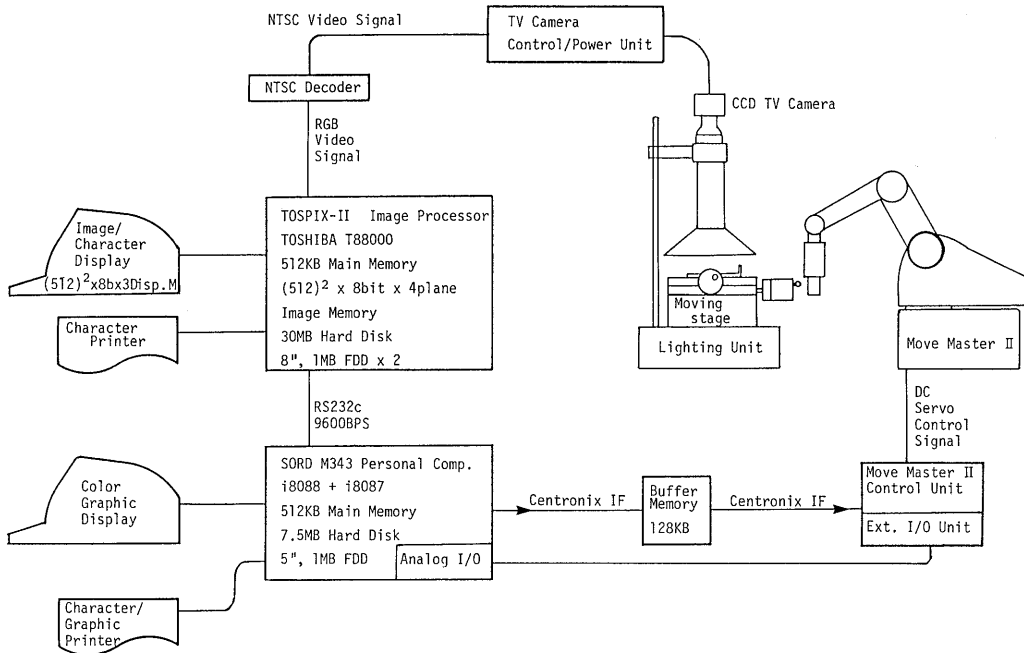 NTSC Video Signal
TV Camera
Control/Power Unit
NTSC Decoder
CCD TV Camera
RGB
Video
Signal
TOSPIX-II Image Processor
TOSHIBA T88000
512KB Main Memory
(512)² x 8bit x 4plane
Image Memory
30MB Hard Disk
8", 1MB FDD x 2
Image/
Character
Display
(512)²x8bx3Disp.M
Character
Printer
Moving
stage
Lighting Unit
Move Master II
RS232c
9600BPS
DC
Servo
Control
Signal
SORD M343 Personal Comp.
i8088 + i8087
512KB Main Memory
7.5MB Hard Disk
5", 1MB FDD
Analog I/O
Color
Graphic
Display
Centronix IF
Buffer
Memory
128KB
Centronix IF
Move Master II
Control Unit
Ext. I/O Unit
Character/
Graphic
Printer